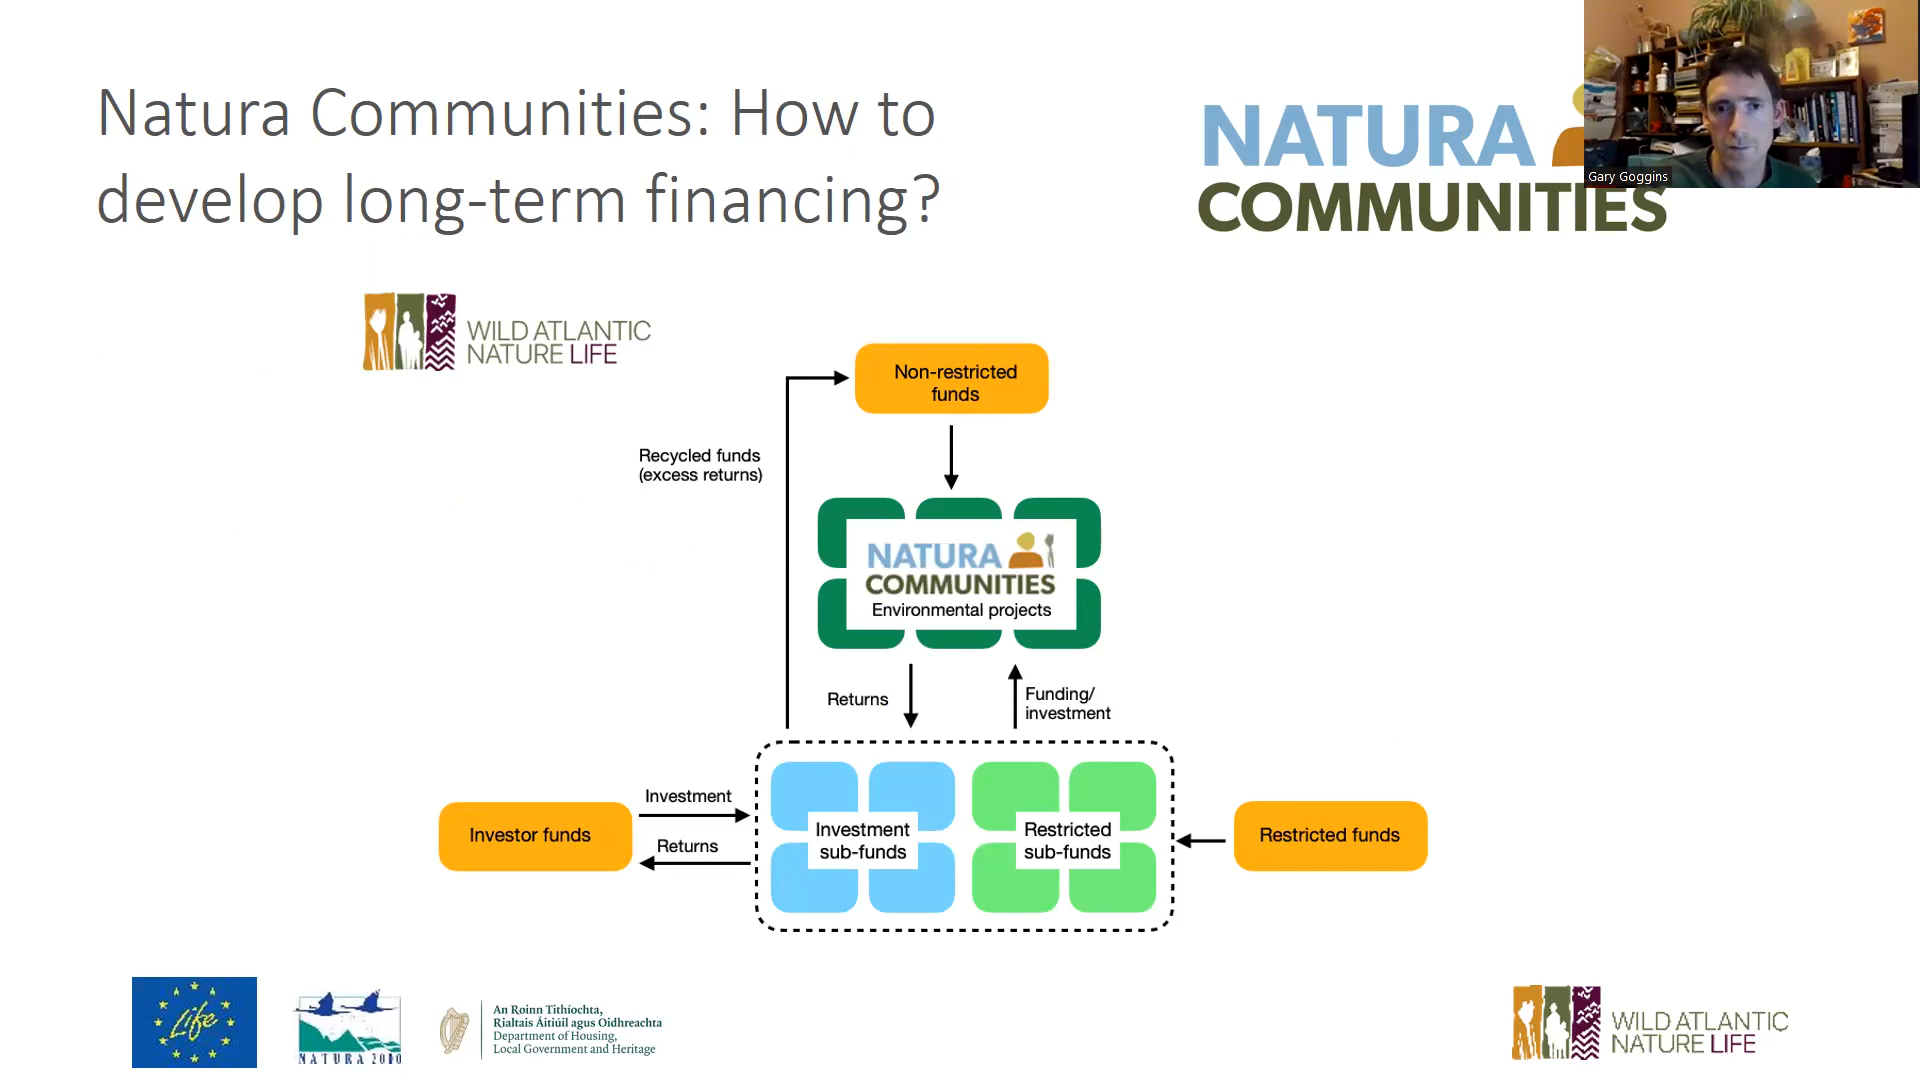 Natura Communities: How to
develop long-term financing?
NATURA
COMMUNITIES
Gary Goggins
WILD ATLANTIC
NATURE LIFE
Non-restricted
funds
Recycled funds
(excess returns)
NATURA
COMMUNITIES
Environmental projects
Returns
Funding/
investment
Investment
Returns
Investor funds
Investment
sub-funds
Restricted
sub-funds
Restricted funds
Life
NATURA 2000
An Roinn Tithíochta,
Rialtais Áitiúil agus Oidhreachta
Department of Housing,
Local Government and Heritage
WILD ATLANTIC
NATURE LIFE